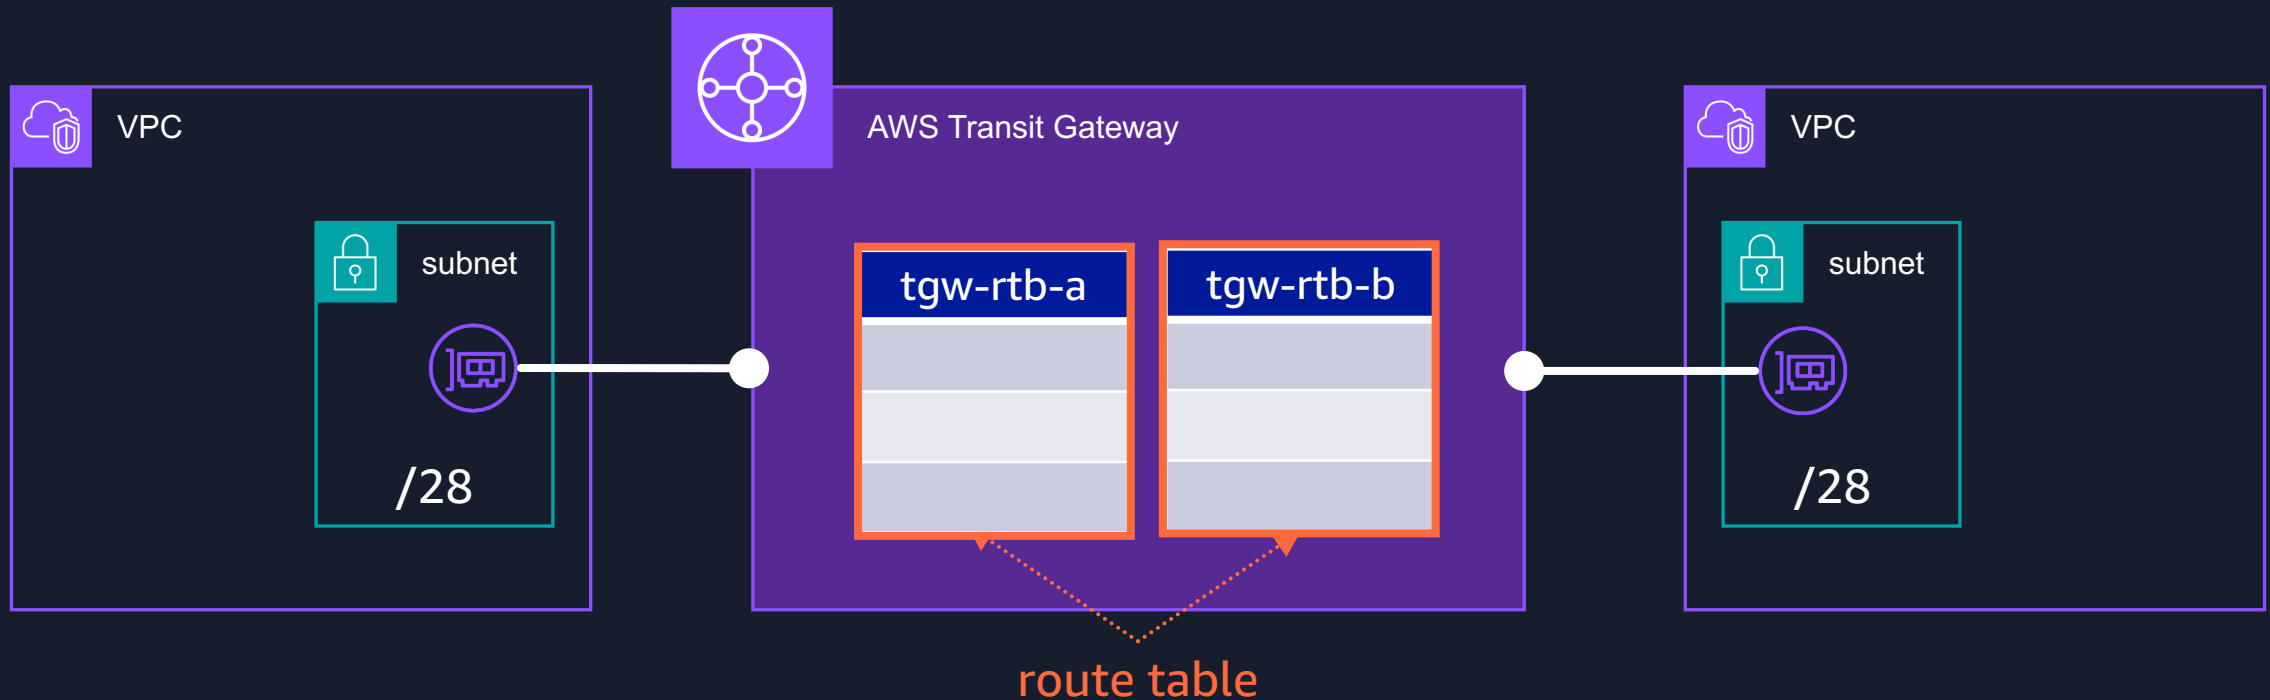 VPC
AWS Transit Gateway
VPC
subnet
tgw-rtb-a
tgw-rtb-b
subnet
/28
/28
route table